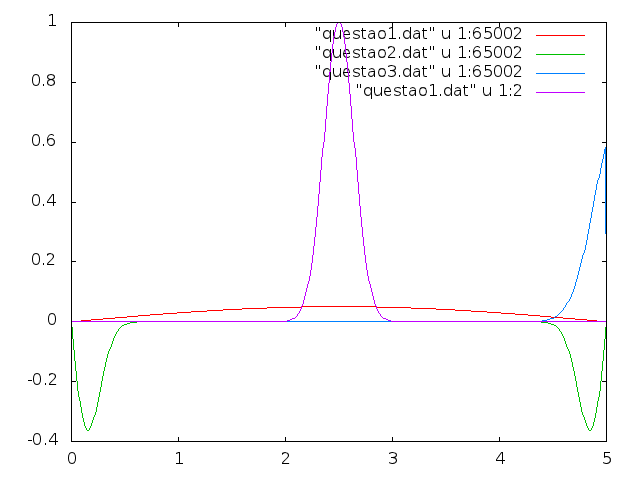 1
"questao1.dat" u 1:65002
"questao2.dat" u 1:65002
"questao3.dat" u 1:65002
"questao1.dat" u 1:2
0.8
0.6
0.4
0.2
0
-0.2
-0.4
0 1 2 3 4 5